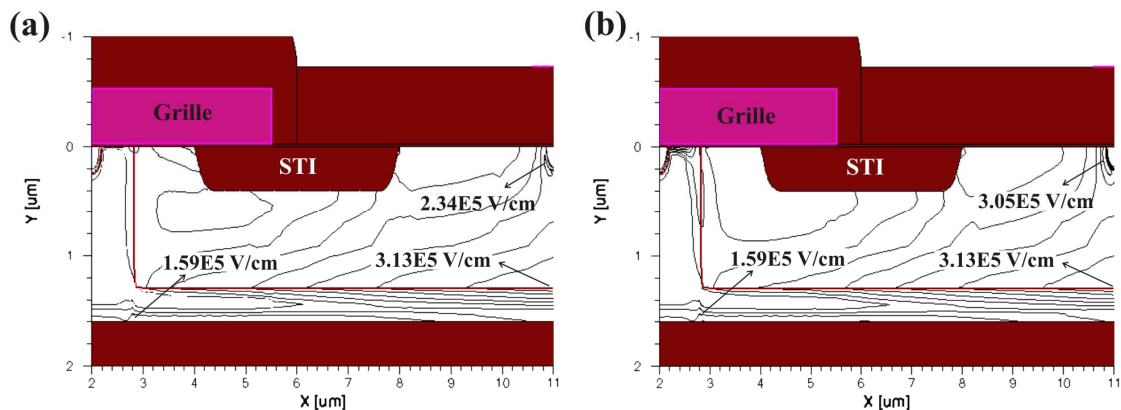 (a)
-1
0
1
2
Y [um]
Grille
STI
2.34E5 V/cm
1.59E5 V/cm
3.13E5 V/cm
2 3 4 5 6 7 8 9 10 11
X [um]
(b)
-1
0
1
2
Y [um]
Grille
STI
3.05E5 V/cm
1.59E5 V/cm
3.13E5 V/cm
2 3 4 5 6 7 8 9 10 11
X [um]